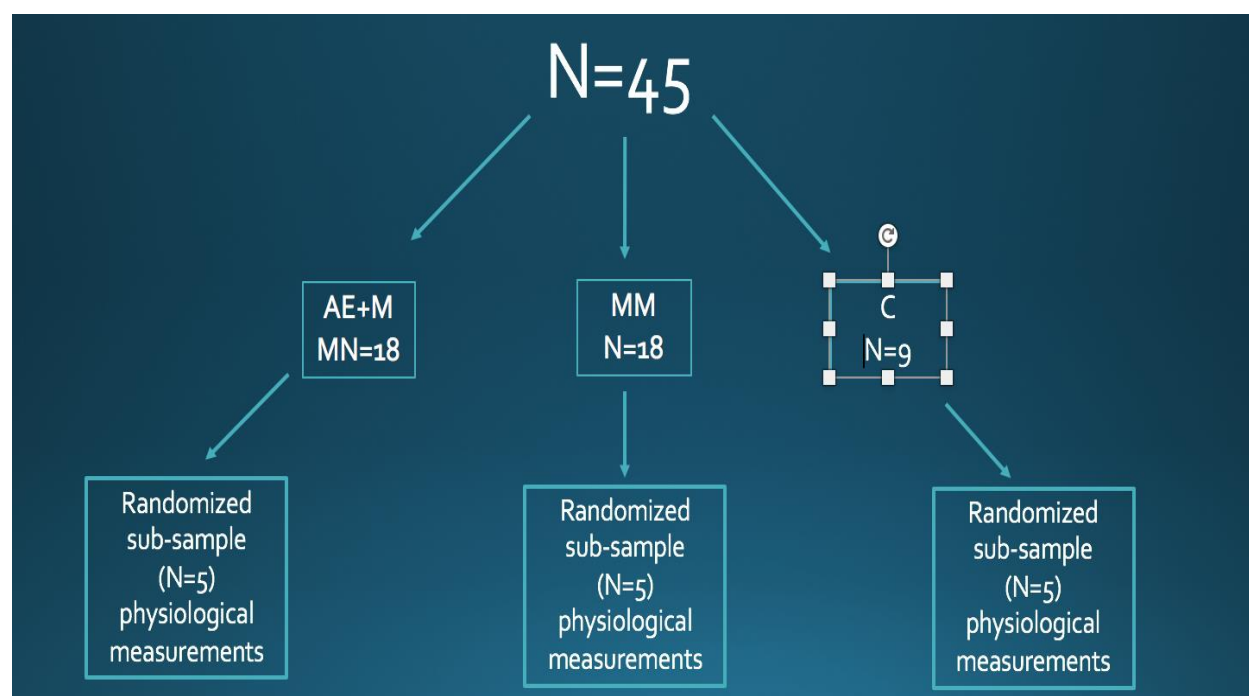 N=45
AE+M
MN=18
MM
N=18
C
N=9
Randomized
sub-sample
(N=5)
physiological
measurements
Randomized
sub-sample
(N=5)
physiological
measurements
Randomized
sub-sample
(N=5)
physiological
measurements